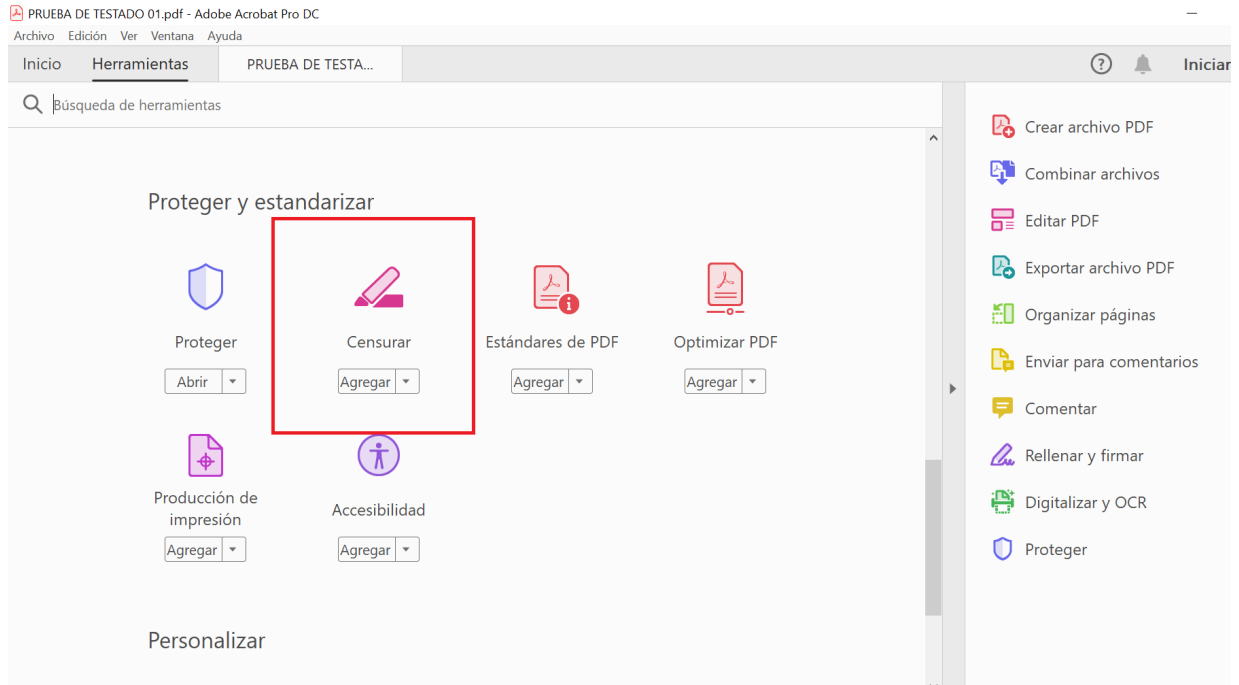 PRUEBA DE TESTADO 01.pdf - Adobe Acrobat Pro DC
Archivo Edición Ver Ventana Ayuda
Inicio Herramientas PRUEBA DE TESTA... Iniciar
Búsqueda de herramientas
Proteger y estandarizar
Proteger Censurar Estándares de PDF Optimizar PDF
Abrir Agregar Agregar Agregar
Producción de
impresión
Accesibilidad
Agregar Agregar
Personalizar
Crear archivo PDF
Combinar archivos
Editar PDF
Exportar archivo PDF
Organizar páginas
Enviar para comentarios
Comentar
Rellenar y firmar
Digitalizar y OCR
Proteger